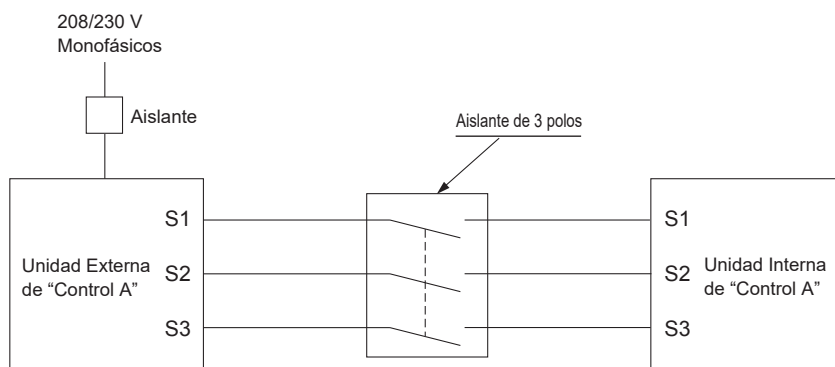 208/230 V
Monofásicos
Aislante
Aislante de 3 polos
S1
S1
Unidad Externa
de “Control A”
S2
S2
Unidad Interna
de “Control A”
S3
S3